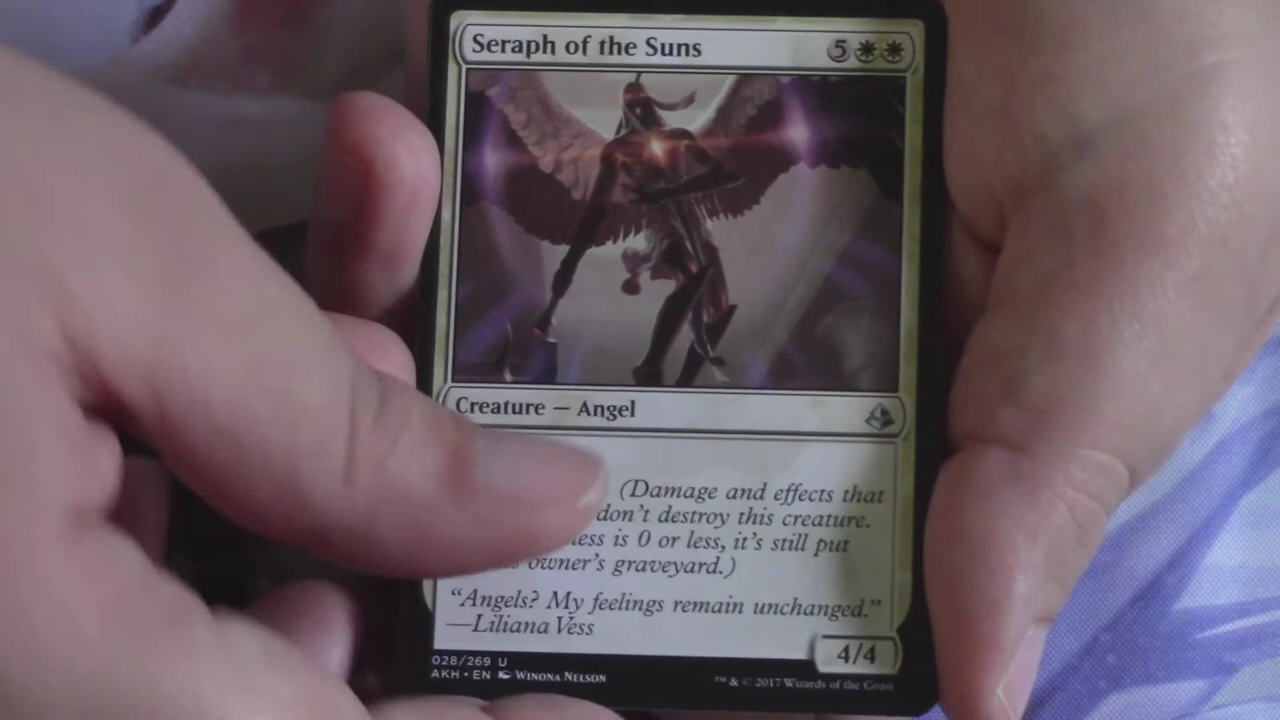 Seraph of the Suns 5
Creature — Angel
(Damage and effects that
don't destroy this creature.
is 0 or less, it's still put
owner's graveyard.)
"Angels? My feelings remain unchanged."
—Liliana Vess
4/4
028/269 U
AKH • EN Winona Nelson
™ & © 2017 Wizards of the Coast